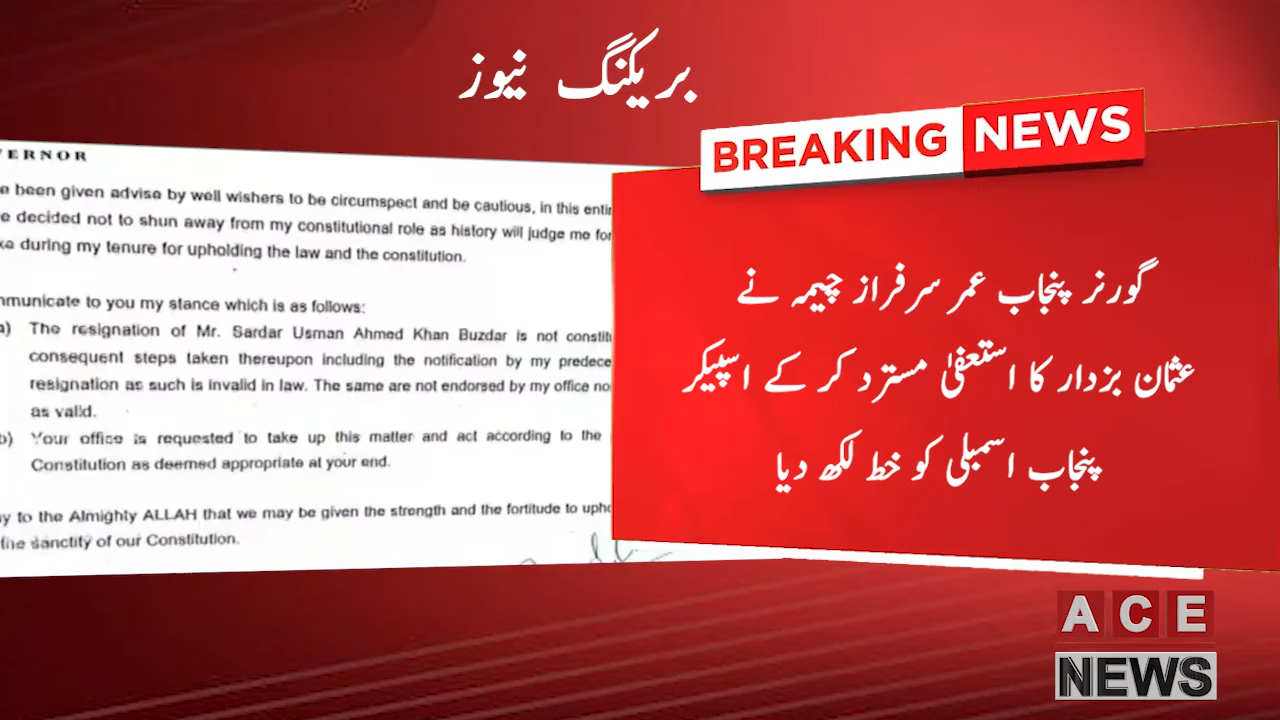 بریکنگ نیوز
BREAKING NEWS
گورنر پنجاب عمر سرفراز چیمہ نے
عثمان بزدار کا استعفیٰ مسترد کر کے اسپیکر
پنجاب اسمبلی کو خط لکھ دیا
VERNOR
been given advise by well wishers to be circumspect and be cautious, in this entir
decided not to shun away from my constitutional role as history will judge me for
during my tenure for upholding the law and the constitution.
mmunicate to you my stance which is as follows:
a) The resignation of Mr. Sardar Usman Ahmed Khan Buzdar is not constit
consequent steps taken thereupon including the notification by my predece
resignation as such is invalid in law. The same are not endorsed by my office no
as valid.
b) Your office is requested to take up this matter and act according to the
Constitution as deemed appropriate at your end.
to the Almighty ALLAH that we may be given the strength and the fortitude to upho
the sanctity of our Constitution.
ACE
NEWS